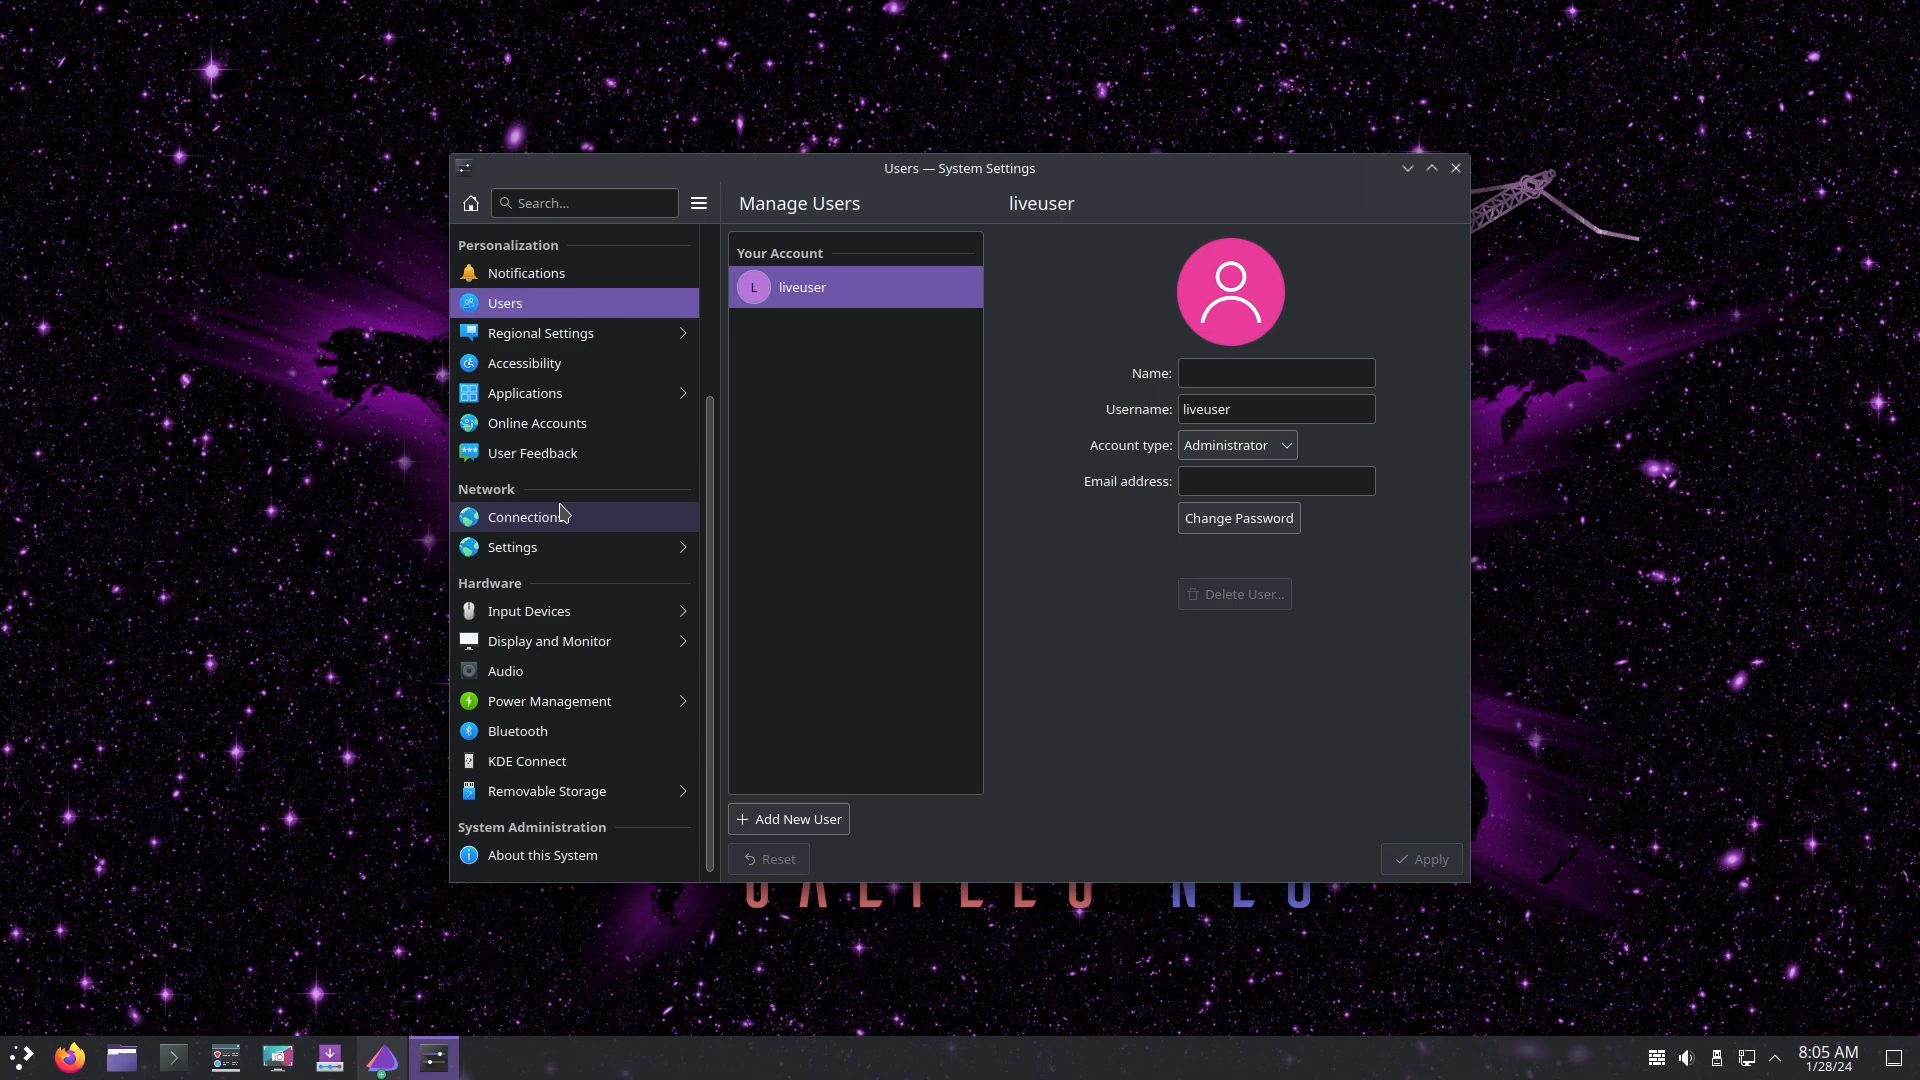 Users — System Settings
Search...
Manage Users
liveuser
Personalization
Notifications
Users
Regional Settings
Accessibility
Applications
Online Accounts
User Feedback
Network
Connections
Settings
Hardware
Input Devices
Display and Monitor
Audio
Power Management
Bluetooth
KDE Connect
Removable Storage
System Administration
About this System
Your Account
L liveuser
Add New User
Reset
Name:
Username: liveuser
Account type: Administrator
Email address:
Change Password
Delete User...
Apply
8:05 AM
1/28/24